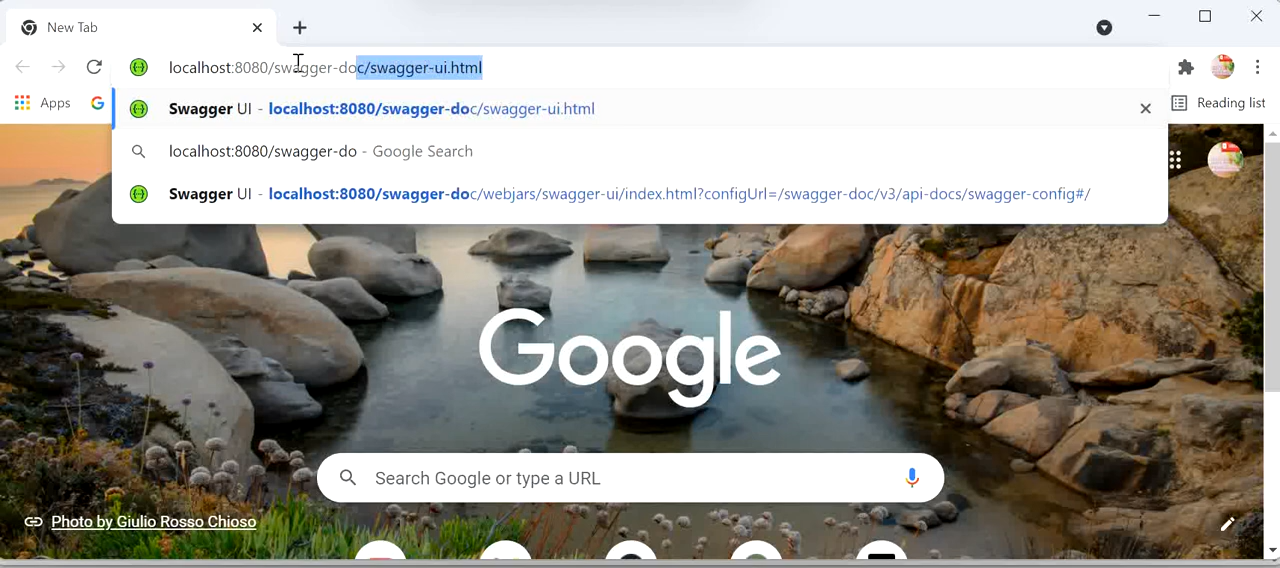 New Tab
localhost:8080/swagger-doc/swagger-ui.html
Apps
Reading list
Swagger UI - localhost:8080/swagger-doc/swagger-ui.html
localhost:8080/swagger-do - Google Search
Swagger UI - localhost:8080/swagger-doc/webjars/swagger-ui/index.html?configUrl=/swagger-doc/v3/api-docs/swagger-config#/
Google
Search Google or type a URL
Photo by Giulio Rosso Chioso